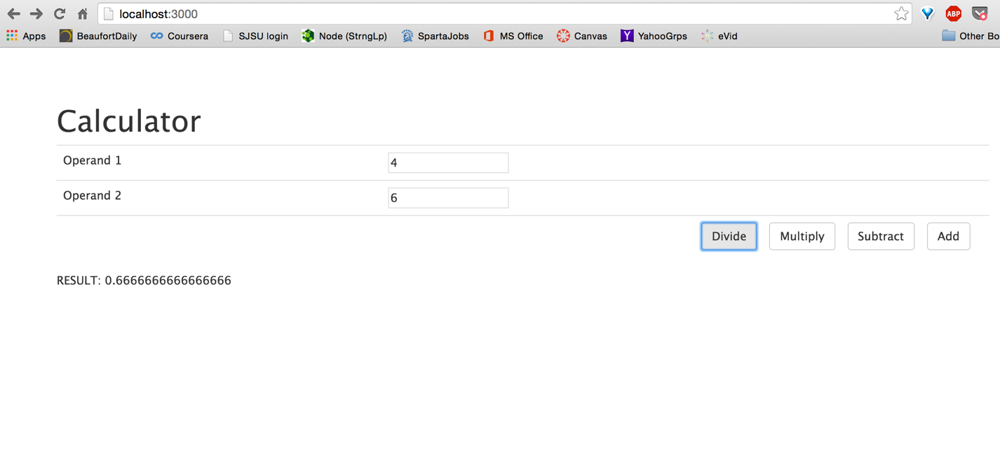 localhost:3000
ABP
Apps BeaufortDaily Coursera SJSU login Node (StrngLp) SpartaJobs MS Office Canvas Y YahooGrps eVid Other Bo
Calculator
Operand 1 4
Operand 2 6
Divide Multiply Subtract Add
RESULT: 0.6666666666666666